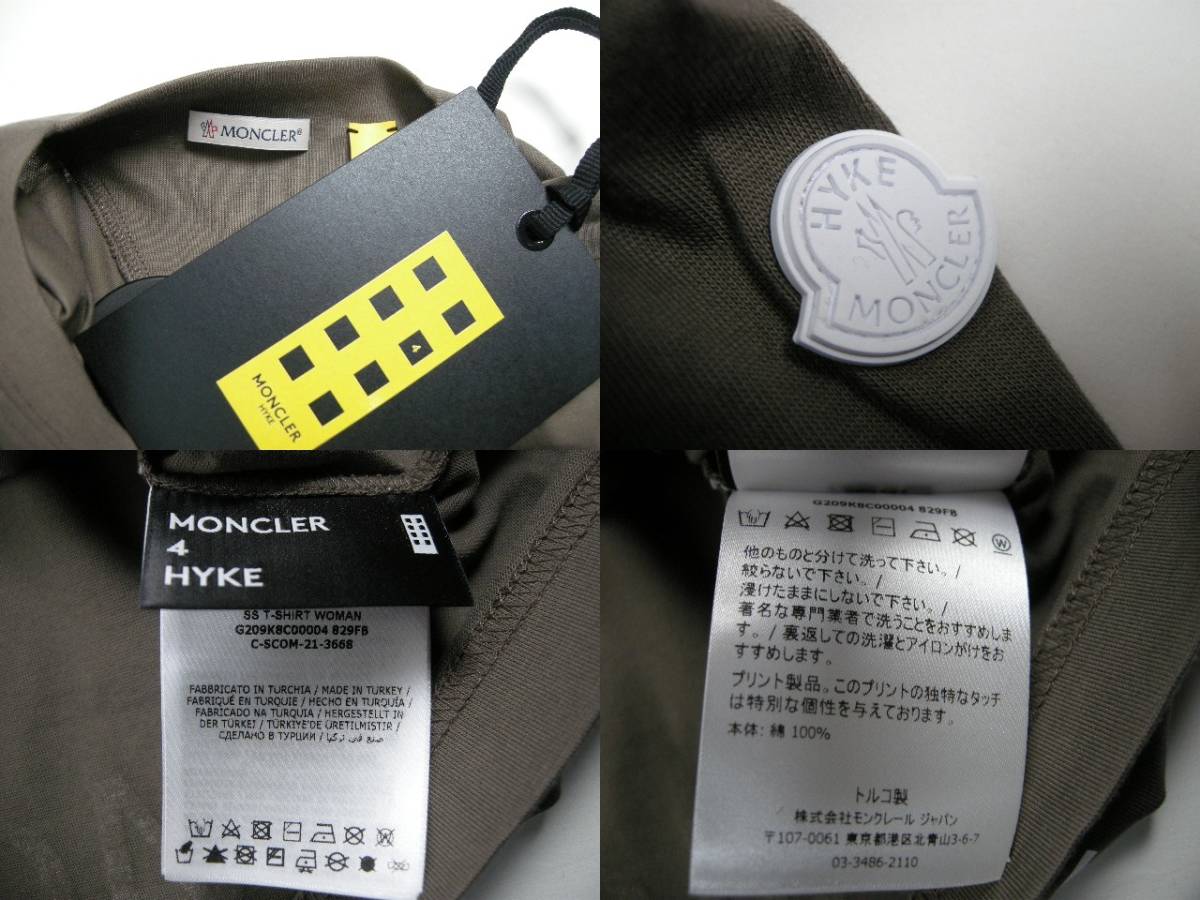 MONCLER®
4
MONCLER
HYKE
HYKE
MONCLER
MONCLER
4
HYKE
SS T-SHIRT WOMAN
G209K8C00004 829FB
C-SCOM-21-3668
FABBRICATO IN TURCHIA / MADE IN TURKEY /
FABRIQUÉ EN TURQUIE / HECHO EN TURQUÍA /
FABRICADO NA TURQUIA / HERGESTELLT IN
DER TÜRKEI / TÜRKİYE'DE ÜRETİLMİŞTİR /
СДЕЛАНО В ТУРЦИИ / صنع في تركيا
G209K8C00004 829FB
他のものと分けて洗って下さい。/
絞らないで下さい。/
浸けたままにしないで下さい。/
著名な専門業者で洗うことをおすすめしま
す。/ 裏返しての洗濯とアイロンがけをお
すすめします。
プリント製品。このプリントの独特なタッチ
は特別な個性を与えております。
本体: 綿 100%
トルコ製
株式会社モンクレール ジャパン
〒107-0061 東京都港区北青山3-6-7
03-3486-2110